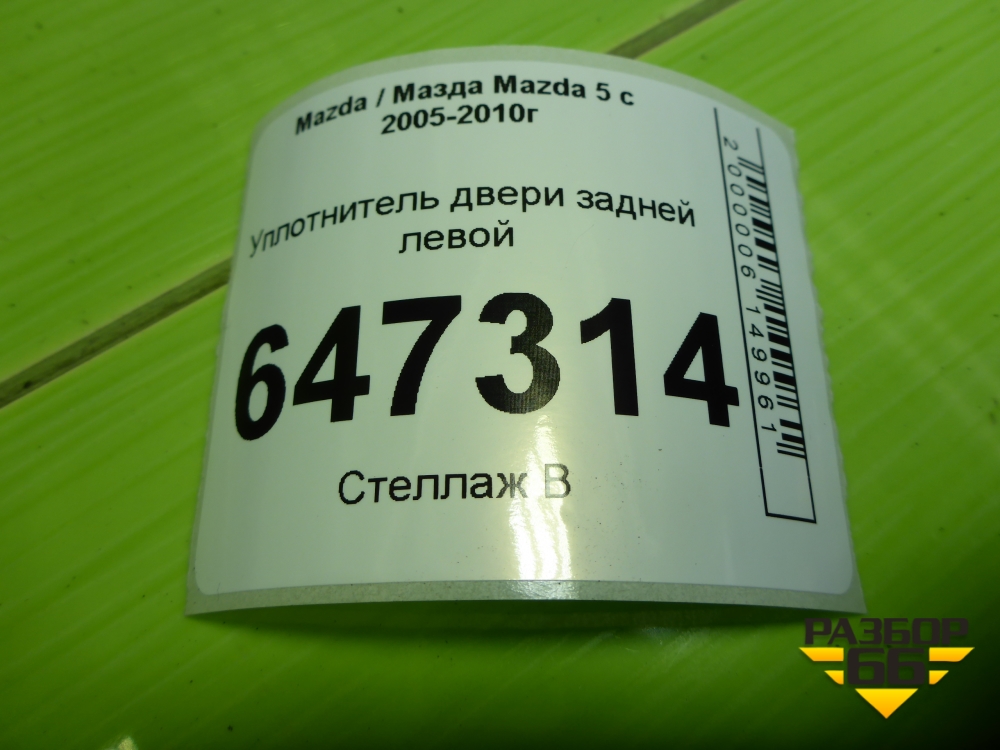 Mazda / Мазда Mazda 5 с
2005-2010г
Уплотнитель двери задней
левой
647314
Стеллаж В
2000006149961
РАЗБОР
66